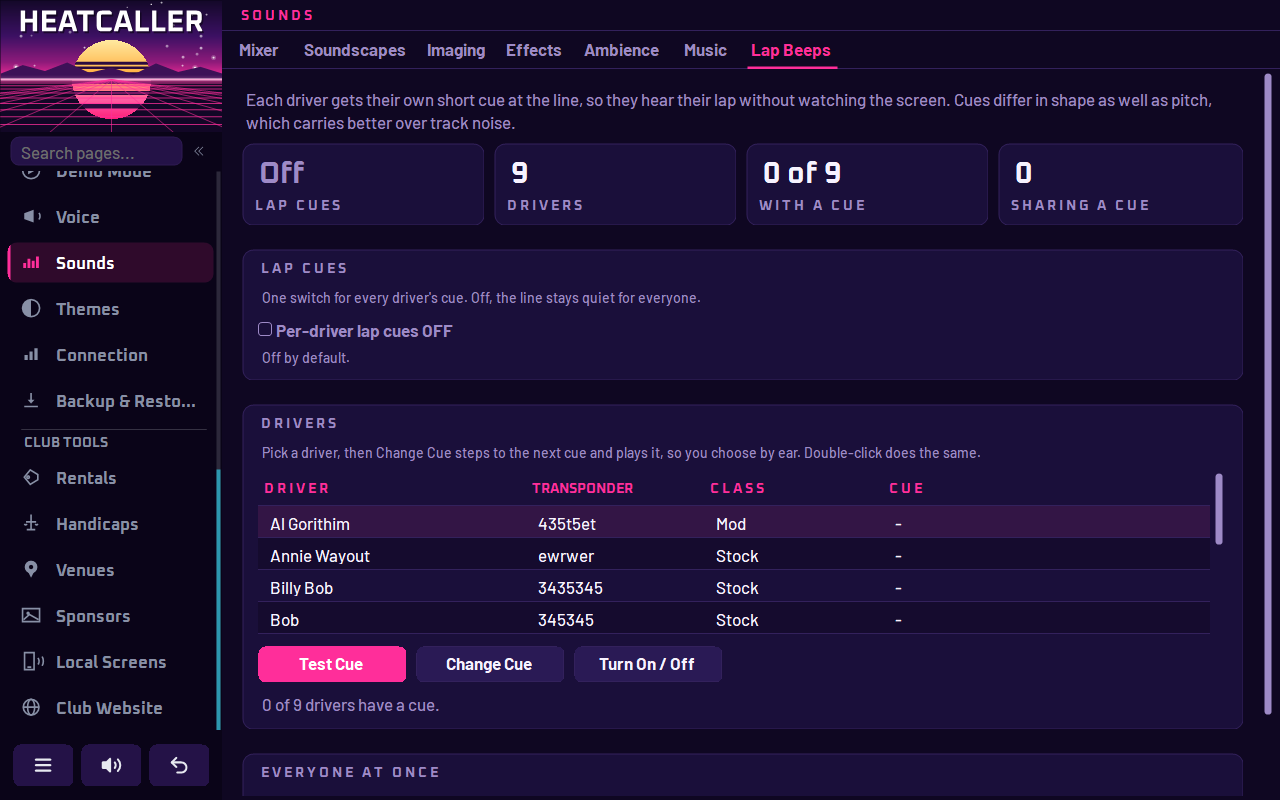 HEATCALLER
Search pages...
Demo Mode
Voice
Sounds
Themes
Connection
Backup & Resto...
CLUB TOOLS
Rentals
Handicaps
Venues
Sponsors
Local Screens
Club Website
SOUNDS
Mixer Soundscapes Imaging Effects Ambience Music Lap Beeps
Each driver gets their own short cue at the line, so they hear their lap without watching the screen. Cues differ in shape as well as pitch,
which carries better over track noise.
Off 9 0 of 9 0
LAP CUES DRIVERS WITH A CUE SHARING A CUE
LAP CUES
One switch for every driver's cue. Off, the line stays quiet for everyone.
Per-driver lap cues OFF
Off by default.
DRIVERS
Pick a driver, then Change Cue steps to the next cue and plays it, so you choose by ear. Double-click does the same.
DRIVER TRANSPONDER CLASS CUE
Al Gorithim 435t5et Mod -
Annie Wayout ewrwer Stock -
Billy Bob 3435345 Stock -
Bob 345345 Stock -
Test Cue Change Cue Turn On / Off
0 of 9 drivers have a cue.
EVERYONE AT ONCE